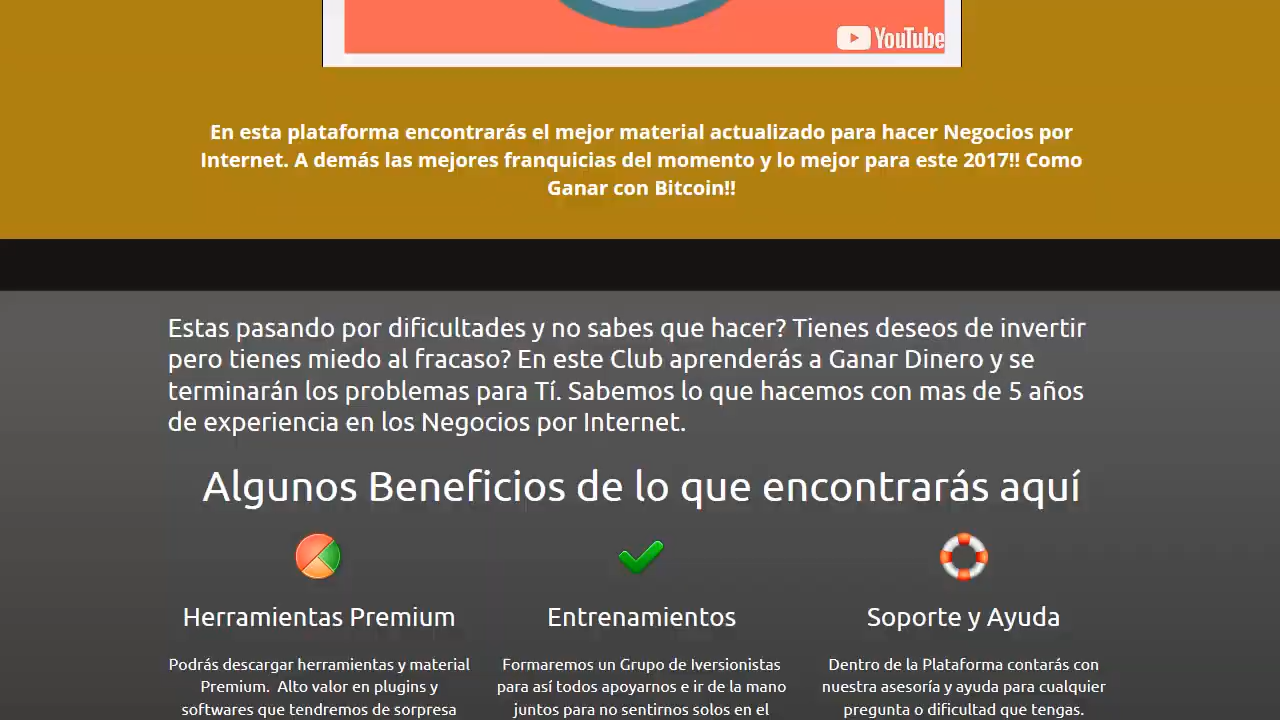 YouTube
En esta plataforma encontrarás el mejor material actualizado para hacer Negocios por
Internet. A demás las mejores franquicias del momento y lo mejor para este 2017!! Como
Ganar con Bitcoin!!
Estas pasando por dificultades y no sabes que hacer? Tienes deseos de invertir
pero tienes miedo al fracaso? En este Club aprenderás a Ganar Dinero y se
terminarán los problemas para Tí. Sabemos lo que hacemos con mas de 5 años
de experiencia en los Negocios por Internet.
Algunos Beneficios de lo que encontrarás aquí
Herramientas Premium
Podrás descargar herramientas y material
Premium.  Alto valor en plugins y
softwares que tendremos de sorpresa
Entrenamientos
Formaremos un Grupo de Iversionistas
para así todos apoyarnos e ir de la mano
juntos para no sentirnos solos en el
Soporte y Ayuda
Dentro de la Plataforma contarás con
nuestra asesoría y ayuda para cualquier
pregunta o dificultad que tengas.